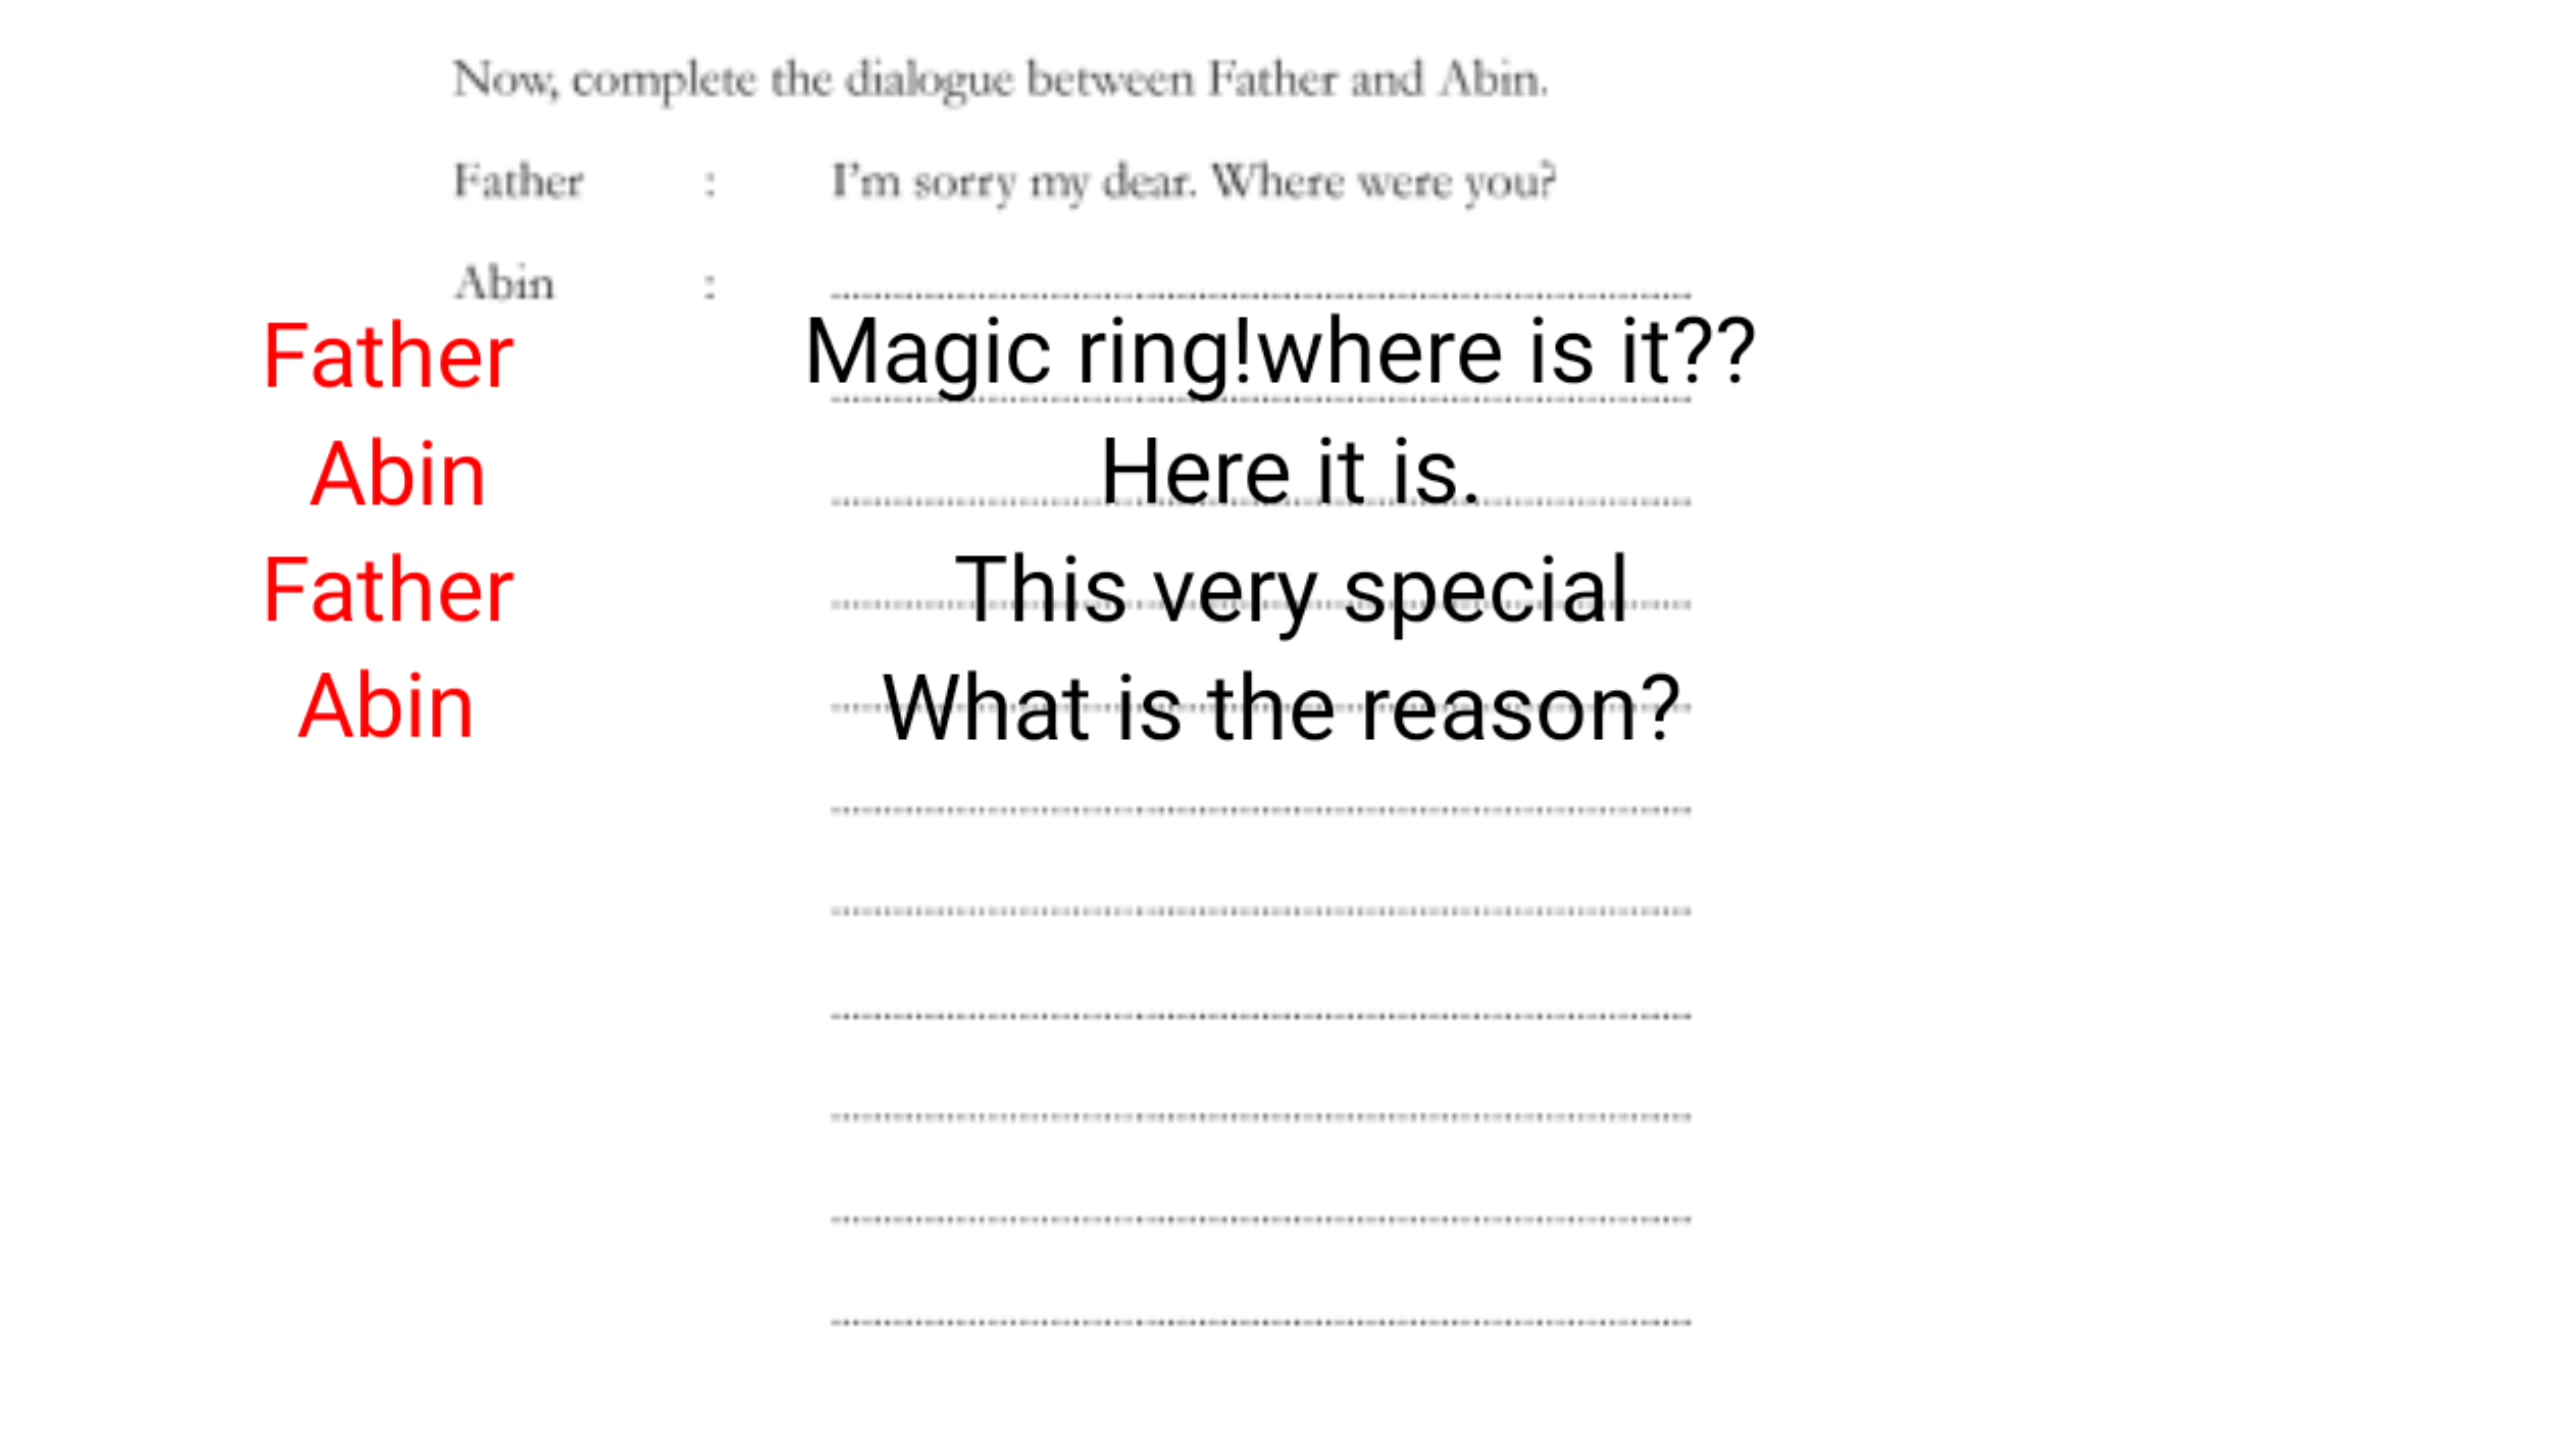 Now, complete the dialogue between Father and Abin.
Father : I'm sorry my dear. Where were you?
Abin :
Father Magic ring!where is it??
Abin Here it is.
Father This very special
Abin What is the reason?